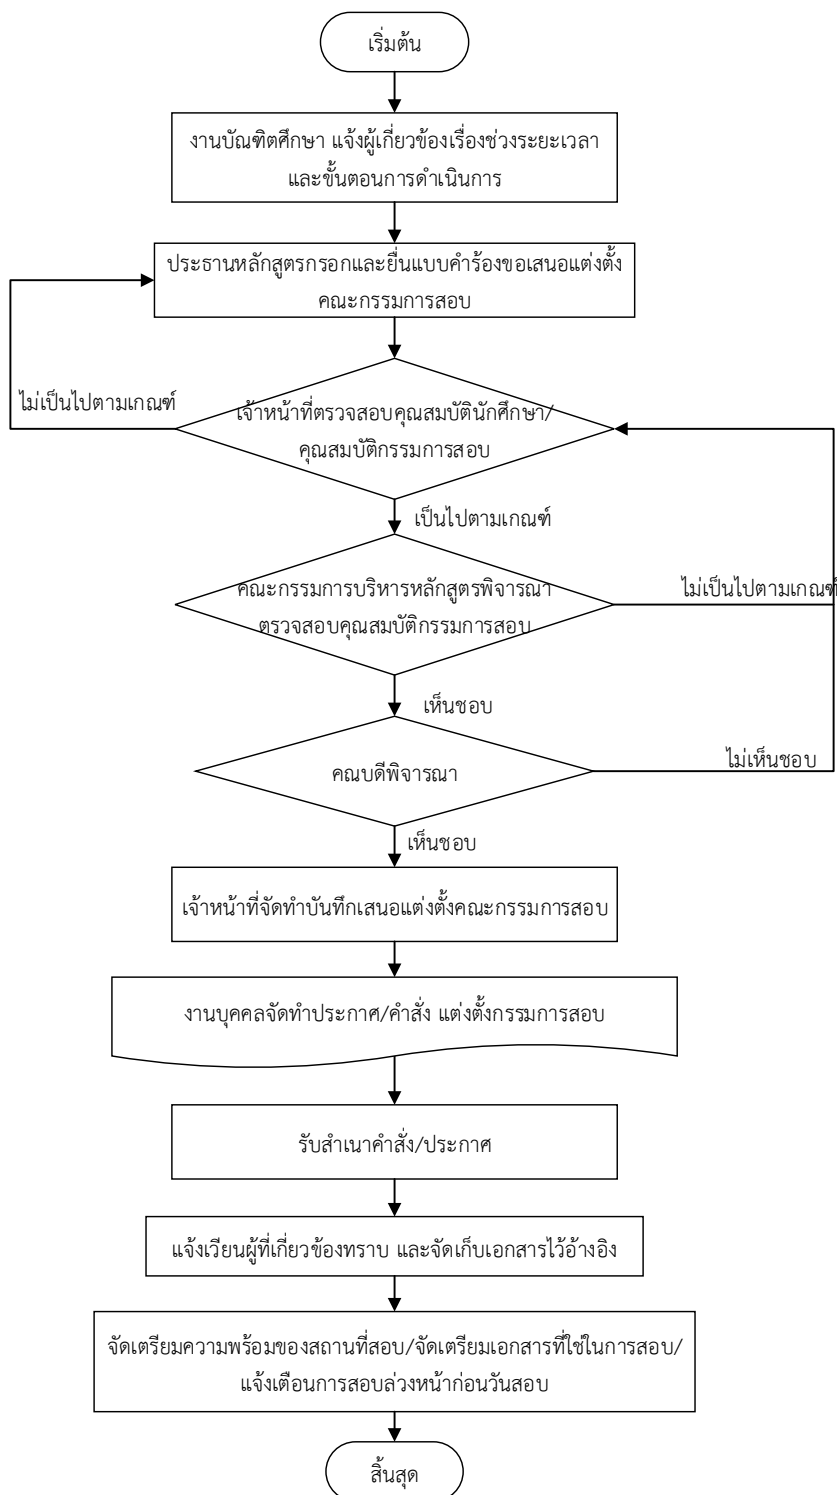 เริ่มต้น
งานบัณฑิตศึกษา แจ้งผู้เกี่ยวข้องเรื่องช่วงระยะเวลา
และขั้นตอนการดำเนินการ
ประธานหลักสูตรกรอกและยื่นแบบคำร้องขอเสนอแต่งตั้ง
คณะกรรมการสอบ
ไม่เป็นไปตามเกณฑ์
เจ้าหน้าที่ตรวจสอบคุณสมบัตินักศึกษา/
คุณสมบัติกรรมการสอบ
เป็นไปตามเกณฑ์
คณะกรรมการบริหารหลักสูตรพิจารณา
ตรวจสอบคุณสมบัติกรรมการสอบ
ไม่เป็นไปตามเกณฑ์
เห็นชอบ
คณบดีพิจารณา
ไม่เห็นชอบ
เห็นชอบ
เจ้าหน้าที่จัดทำบันทึกเสนอแต่งตั้งคณะกรรมการสอบ
งานบุคคลจัดทำประกาศ/คำสั่ง แต่งตั้งกรรมการสอบ
รับสำเนาคำสั่ง/ประกาศ
แจ้งเวียนผู้ที่เกี่ยวข้องทราบ และจัดเก็บเอกสารไว้อ้างอิง
จัดเตรียมความพร้อมของสถานที่สอบ/จัดเตรียมเอกสารที่ใช้ในการสอบ/
แจ้งเตือนการสอบล่วงหน้าก่อนวันสอบ
สิ้นสุด